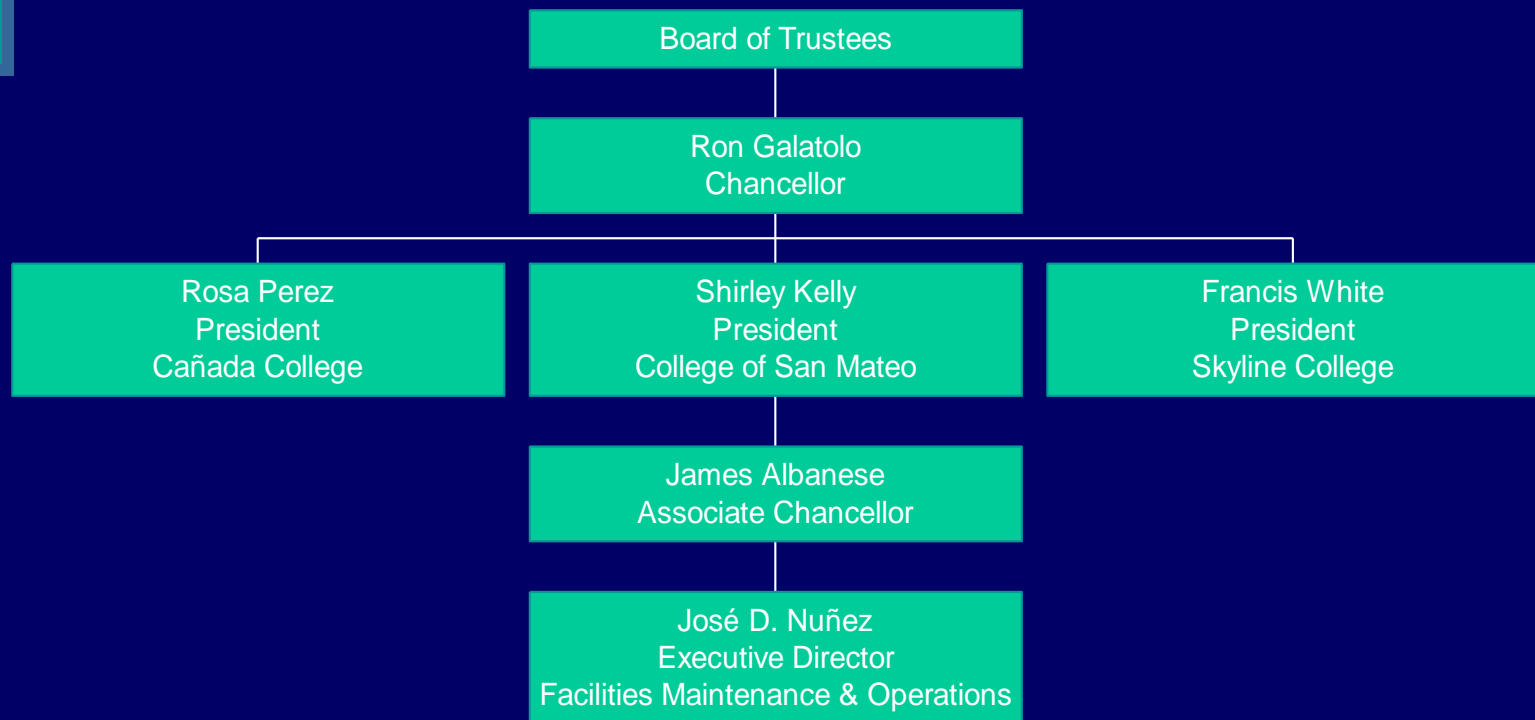 Board of Trustees
Ron Galatolo
Chancellor
Rosa Perez
President
Cañada College
Shirley Kelly
President
College of San Mateo
Francis White
President
Skyline College
James Albanese
Associate Chancellor
José D. Nuñez
Executive Director
Facilities Maintenance & Operations